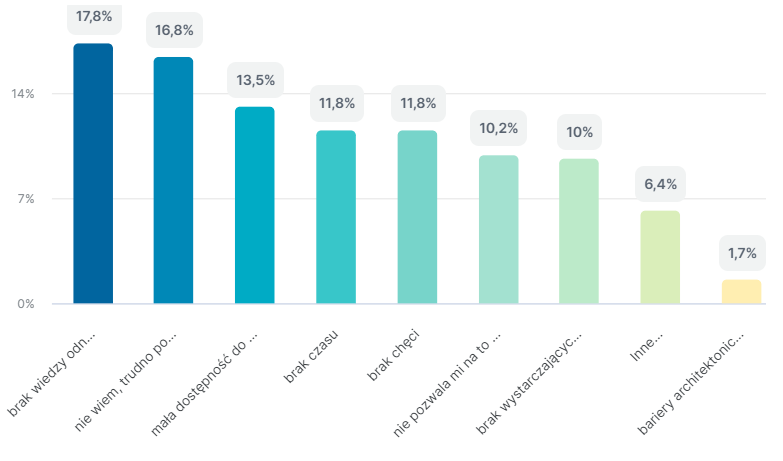 17,8%
16,8%
13,5%
11,8%
11,8%
10,2%
10%
6,4%
1,7%
14%
7%
0%
brak wiedzy odn...
nie wiem, trudno po...
mała dostępność do ...
brak czasu
brak chęci
nie pozwala mi na to ...
brak wystarczającyc...
Inne...
bariery architektonic...